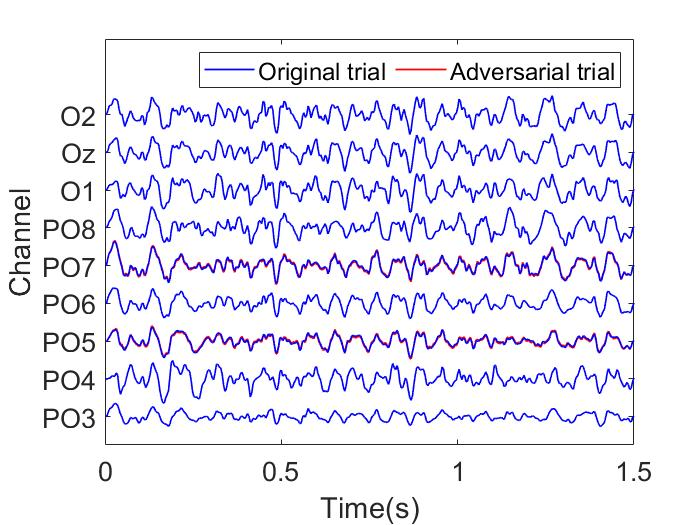 Original trial Adversarial trial
O2
Oz
O1
PO8
PO7
PO6
PO5
PO4
PO3
Channel
0 0.5 1 1.5
Time(s)